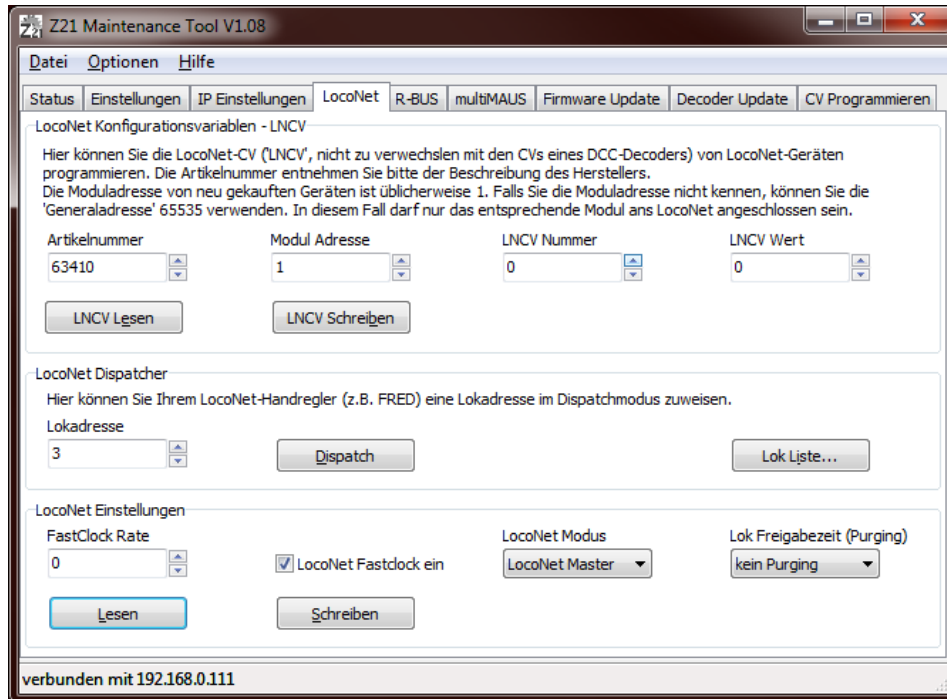 Z21 Maintenance Tool V1.08
Datei Optionen Hilfe
Status Einstellungen IP Einstellungen LocoNet R-BUS multiMAUS Firmware Update Decoder Update CV Programmieren
LocoNet Konfigurationsvariablen - LNCV
Hier können Sie die LocoNet-CV ('LNCV', nicht zu verwechslen mit den CVs eines DCC-Decoders) von LocoNet-Geräten
programmieren. Die Artikelnummer entnehmen Sie bitte der Beschreibung des Herstellers.
Die Moduladresse von neu gekauften Geräten ist üblicherweise 1. Falls Sie die Moduladresse nicht kennen, können Sie die
'Generaladresse' 65535 verwenden. In diesem Fall darf nur das entsprechende Modul ans LocoNet angeschlossen sein.
Artikelnummer Modul Adresse LNCV Nummer LNCV Wert
63410 1 0 0
LNCV Lesen LNCV Schreiben
LocoNet Dispatcher
Hier können Sie Ihrem LocoNet-Handregler (z.B. FRED) eine Lokadresse im Dispatchmodus zuweisen.
Lokadresse
3 Dispatch Lok Liste...
LocoNet Einstellungen
FastClock Rate LocoNet Modus Lok Freigabezeit (Purging)
0 LocoNet Fastclock ein LocoNet Master kein Purging
Lesen Schreiben
verbunden mit 192.168.0.111